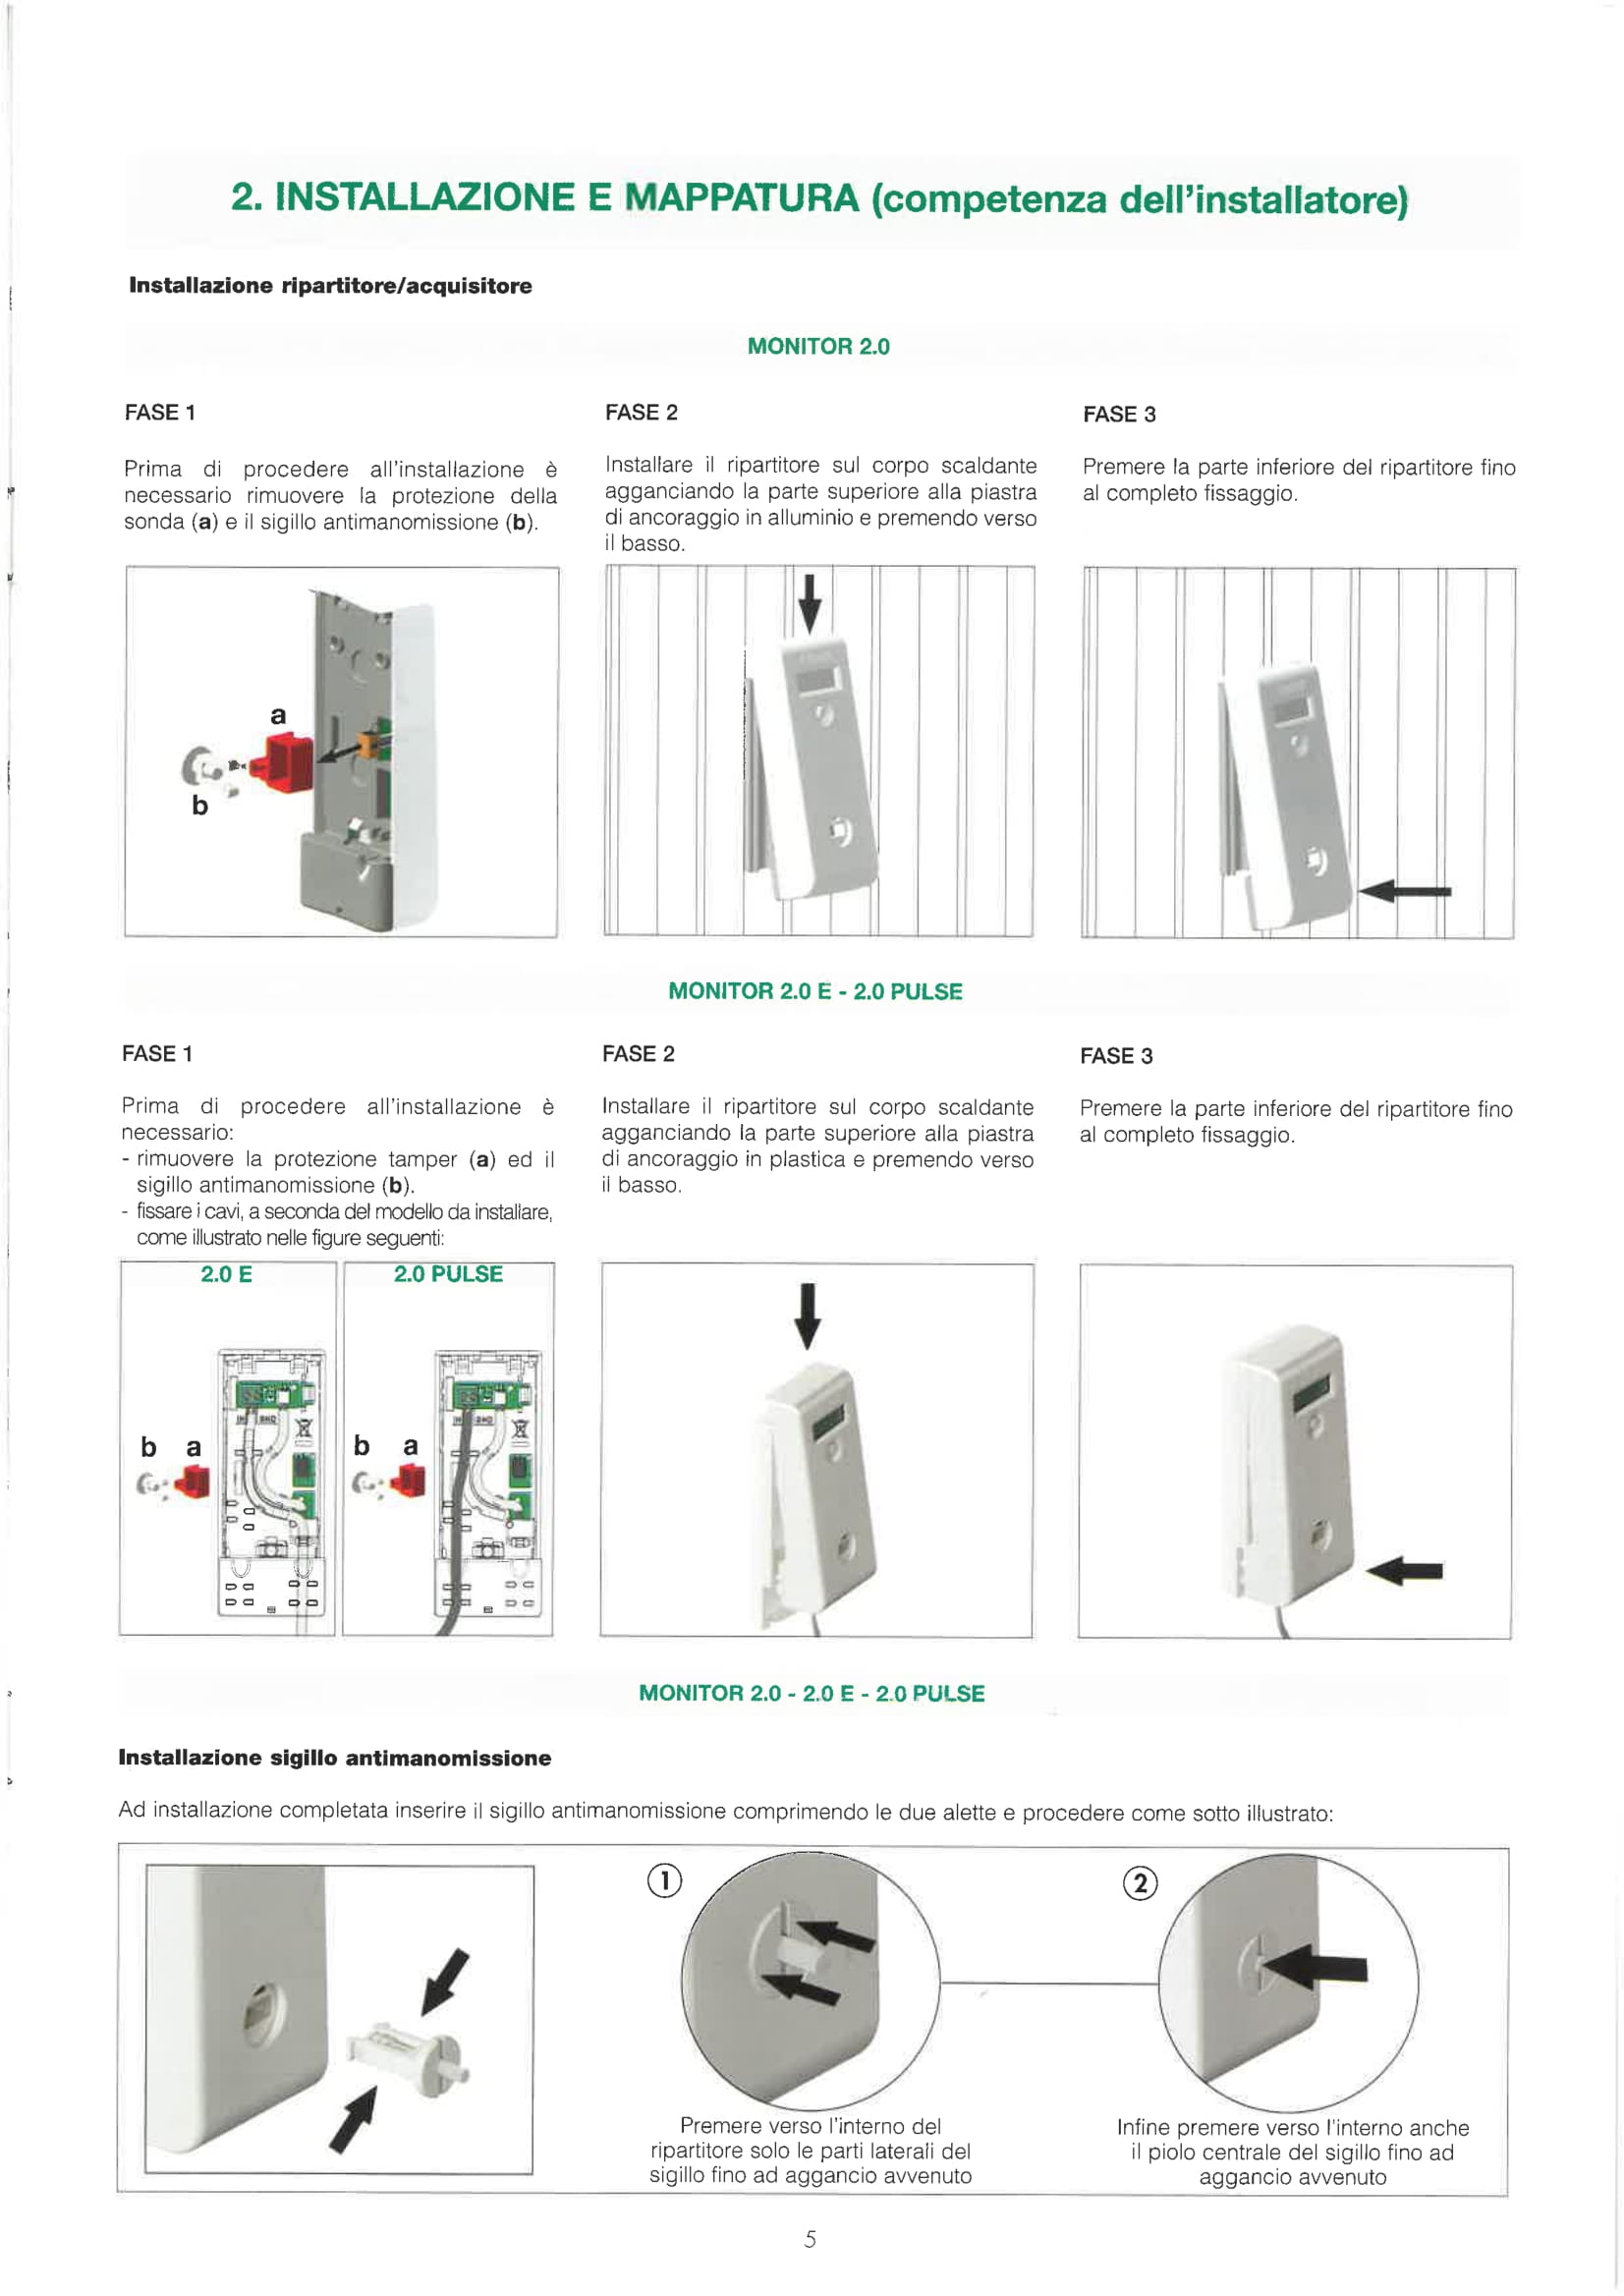 2. INSTALLAZIONE E MAPPATURA (competenza dell'installatore)
Installazione ripartitore/acquisitore
MONITOR 2.0
FASE 1
Prima di procedere all'installazione è
necessario rimuovere la protezione della
sonda (a) e il sigillo antimanomissione (b).
FASE 2
Installare il ripartitore sul corpo scaldante
agganciando la parte superiore alla piastra
di ancoraggio in alluminio e premendo verso
il basso.
FASE 3
Premere la parte inferiore del ripartitore fino
al completo fissaggio.
a
b
MONITOR 2.0 E - 2.0 PULSE
FASE 1
Prima di procedere all'installazione è
necessario:
- rimuovere la protezione tamper (a) ed il
sigillo antimanomissione (b).
- fissare i cavi, a seconda del modello da installare,
come illustrato nelle figure seguenti:
FASE 2
Installare il ripartitore sul corpo scaldante
agganciando la parte superiore alla piastra
di ancoraggio in plastica e premendo verso
il basso.
FASE 3
Premere la parte inferiore del ripartitore fino
al completo fissaggio.
2.0 E
b a
2.0 PULSE
b a
MONITOR 2.0 - 2.0 E - 2.0 PULSE
Installazione sigillo antimanomissione
Ad installazione completata inserire il sigillo antimanomissione comprimendo le due alette e procedere come sotto illustrato:
1
Premere verso l'interno del
ripartitore solo le parti laterali del
sigillo fino ad aggancio avvenuto
2
Infine premere verso l'interno anche
il piolo centrale del sigillo fino ad
aggancio avvenuto
5